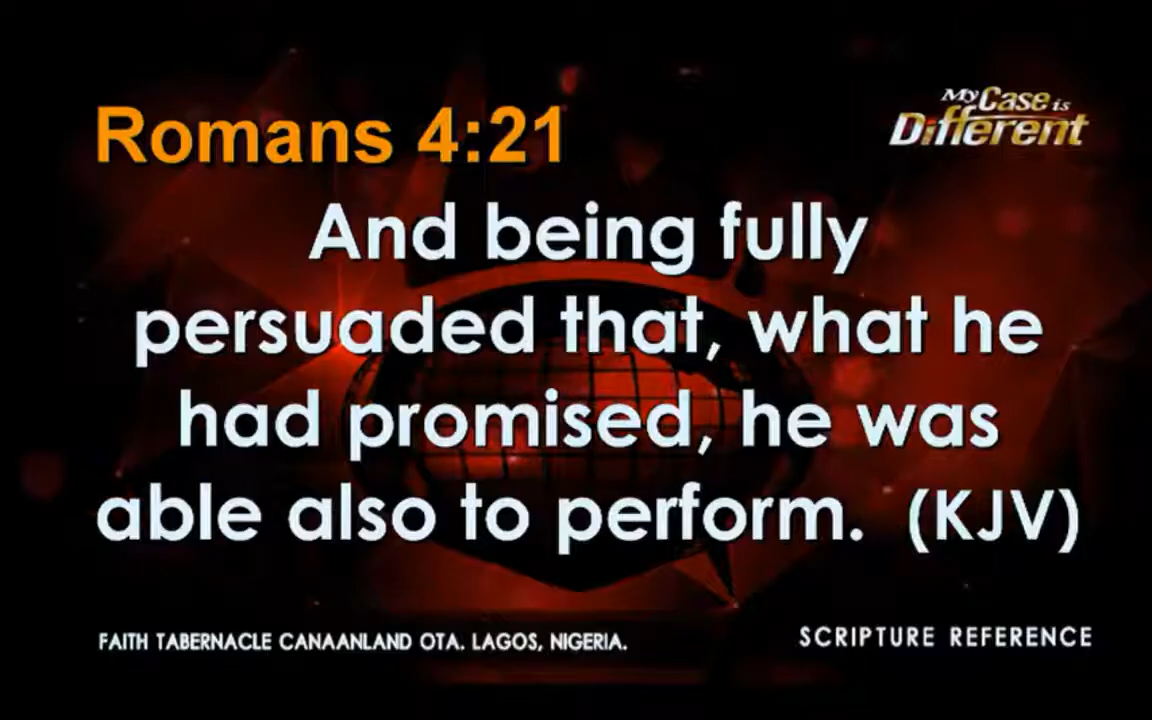 Romans 4:21
My Case is
Different
And being fully
persuaded that, what he
had promised, he was
able also to perform. (KJV)
FAITH TABERNACLE CANAANLAND OTA. LAGOS, NIGERIA.
SCRIPTURE REFERENCE